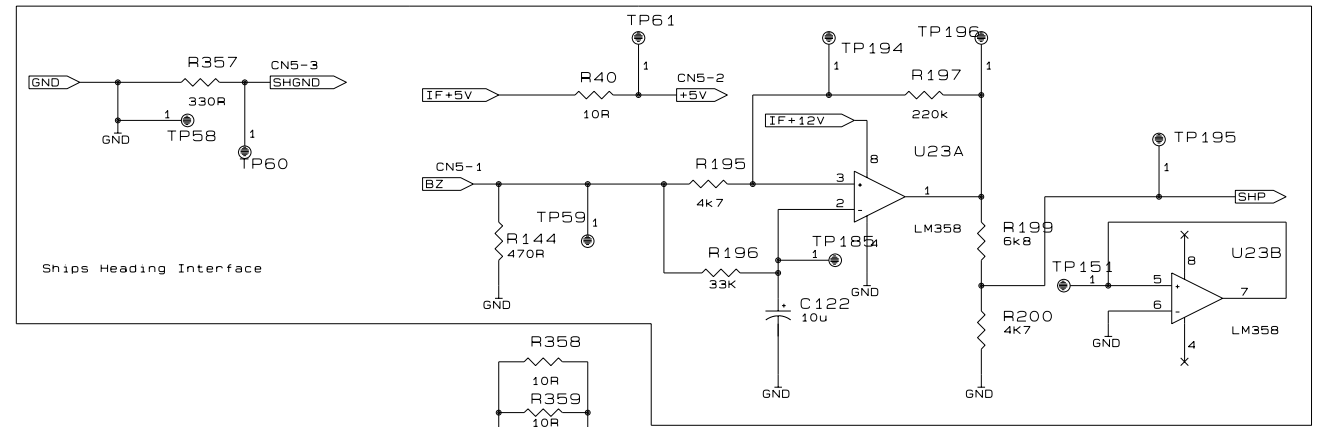 TP61
TP194
TP196
GND
R357
CN5-3
SHGND
330R
1
TP58
GND
1
TP60
1
IF+5V
R40
10R
CN5-2
+5V
1
R197
220k
1
IF+12V
8
U23A
TP195
1
CN5-1
BZ
R195
4k7
3
+
2
-
1
LM358
4
GND
TP59
1
R144
470R
GND
R196
33K
TP185
1
C122
+
10u
GND
R199
6k8
R200
4K7
GND
SHP
TP151
1
8
U23B
5
+
6
-
7
GND
4
LM358
Ships Heading Interface
R358
10R
R359
10R